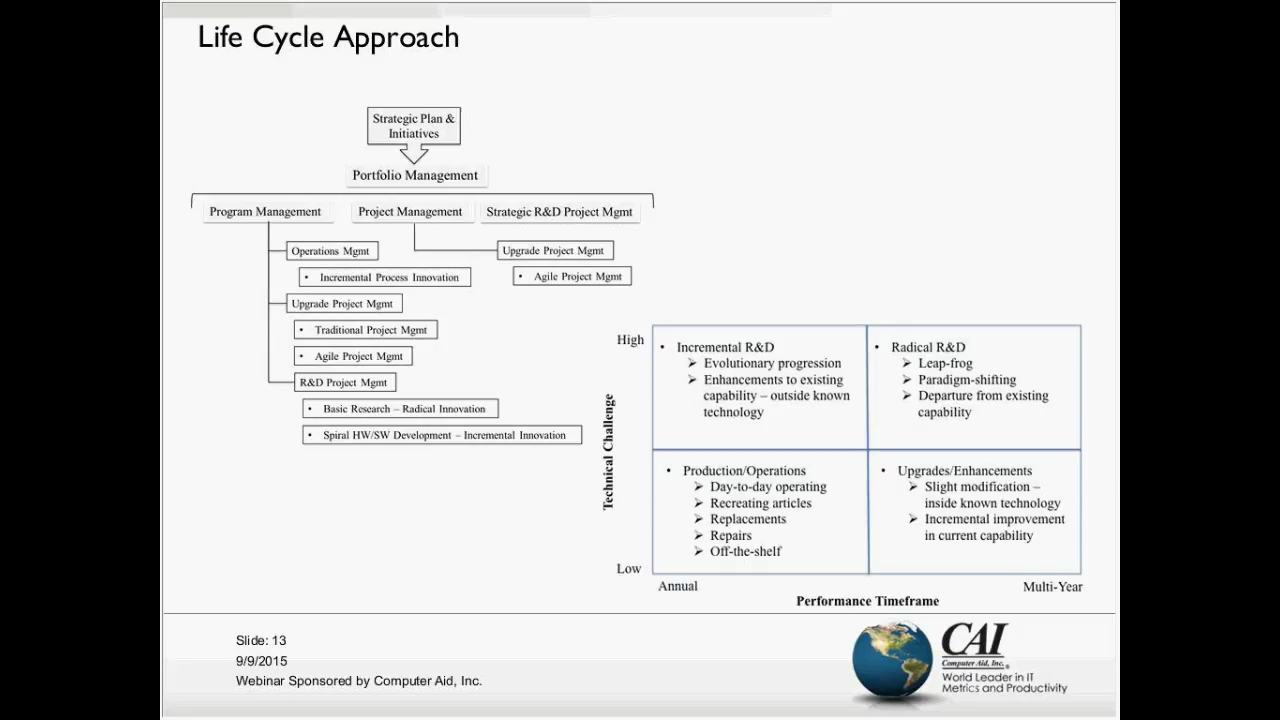 Life Cycle Approach
Strategic Plan &
Initiatives
Portfolio Management
Program Management
Project Management
Strategic R&D Project Mgmt
Operations Mgmt
• Incremental Process Innovation
Upgrade Project Mgmt
• Traditional Project Mgmt
• Agile Project Mgmt
R&D Project Mgmt
• Basic Research – Radical Innovation
• Spiral HW/SW Development – Incremental Innovation
Upgrade Project Mgmt
• Agile Project Mgmt
High
Technical Challenge
Low
• Incremental R&D
➢ Evolutionary progression
➢ Enhancements to existing
capability – outside known
technology
• Radical R&D
➢ Leap-frog
➢ Paradigm-shifting
➢ Departure from existing
capability
• Production/Operations
➢ Day-to-day operating
➢ Recreating articles
➢ Replacements
➢ Repairs
➢ Off-the-shelf
• Upgrades/Enhancements
➢ Slight modification –
inside known technology
➢ Incremental improvement
in current capability
Annual
Multi-Year
Performance Timeframe
Slide: 13
9/9/2015
Webinar Sponsored by Computer Aid, Inc.
CAI
Computer Aid, Inc.®
World Leader in IT
Metrics and Productivity